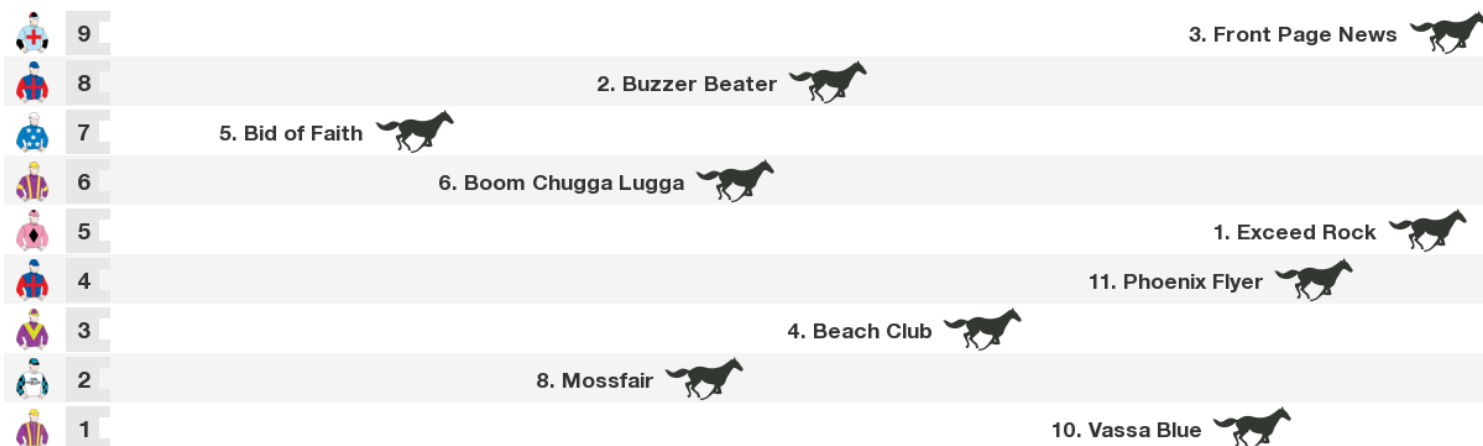 9 3. Front Page News
8 2. Buzzer Beater
7 5. Bid of Faith
6 6. Boom Chugga Lugga
5 1. Exceed Rock
4 11. Phoenix Flyer
3 4. Beach Club
2 8. Mossfair
1 10. Vassa Blue